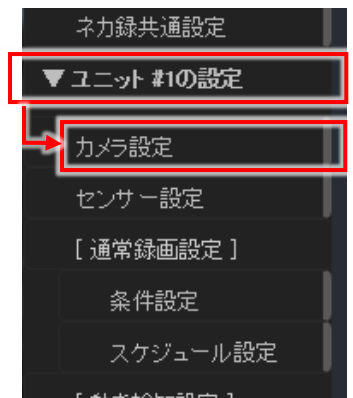 ネカ録共通設定
▼ ユニット #1の設定
カメラ設定
センサー設定
[ 通常録画設定 ]
条件設定
スケジュール設定